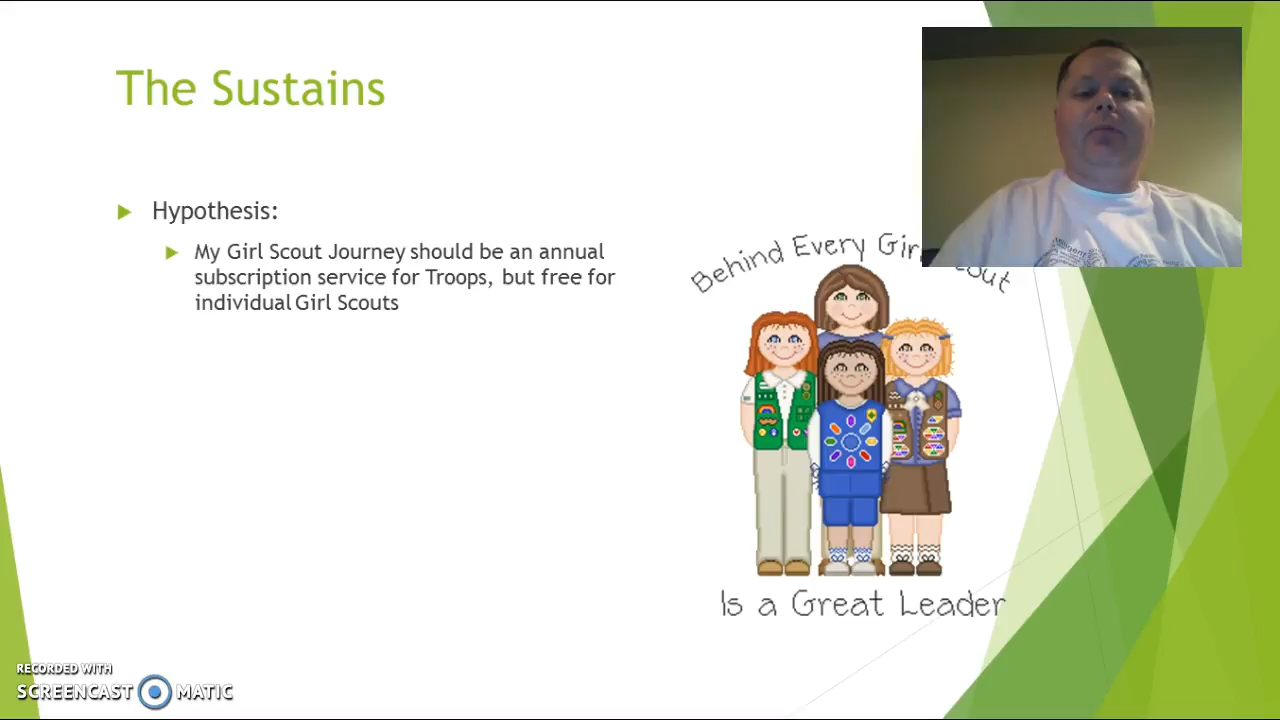 The Sustains
Hypothesis:
My Girl Scout Journey should be an annual
subscription service for Troops, but free for
individual Girl Scouts
Behind Every
Is a Great Leader
RECORDED WITH
SCREENCAST MATIC